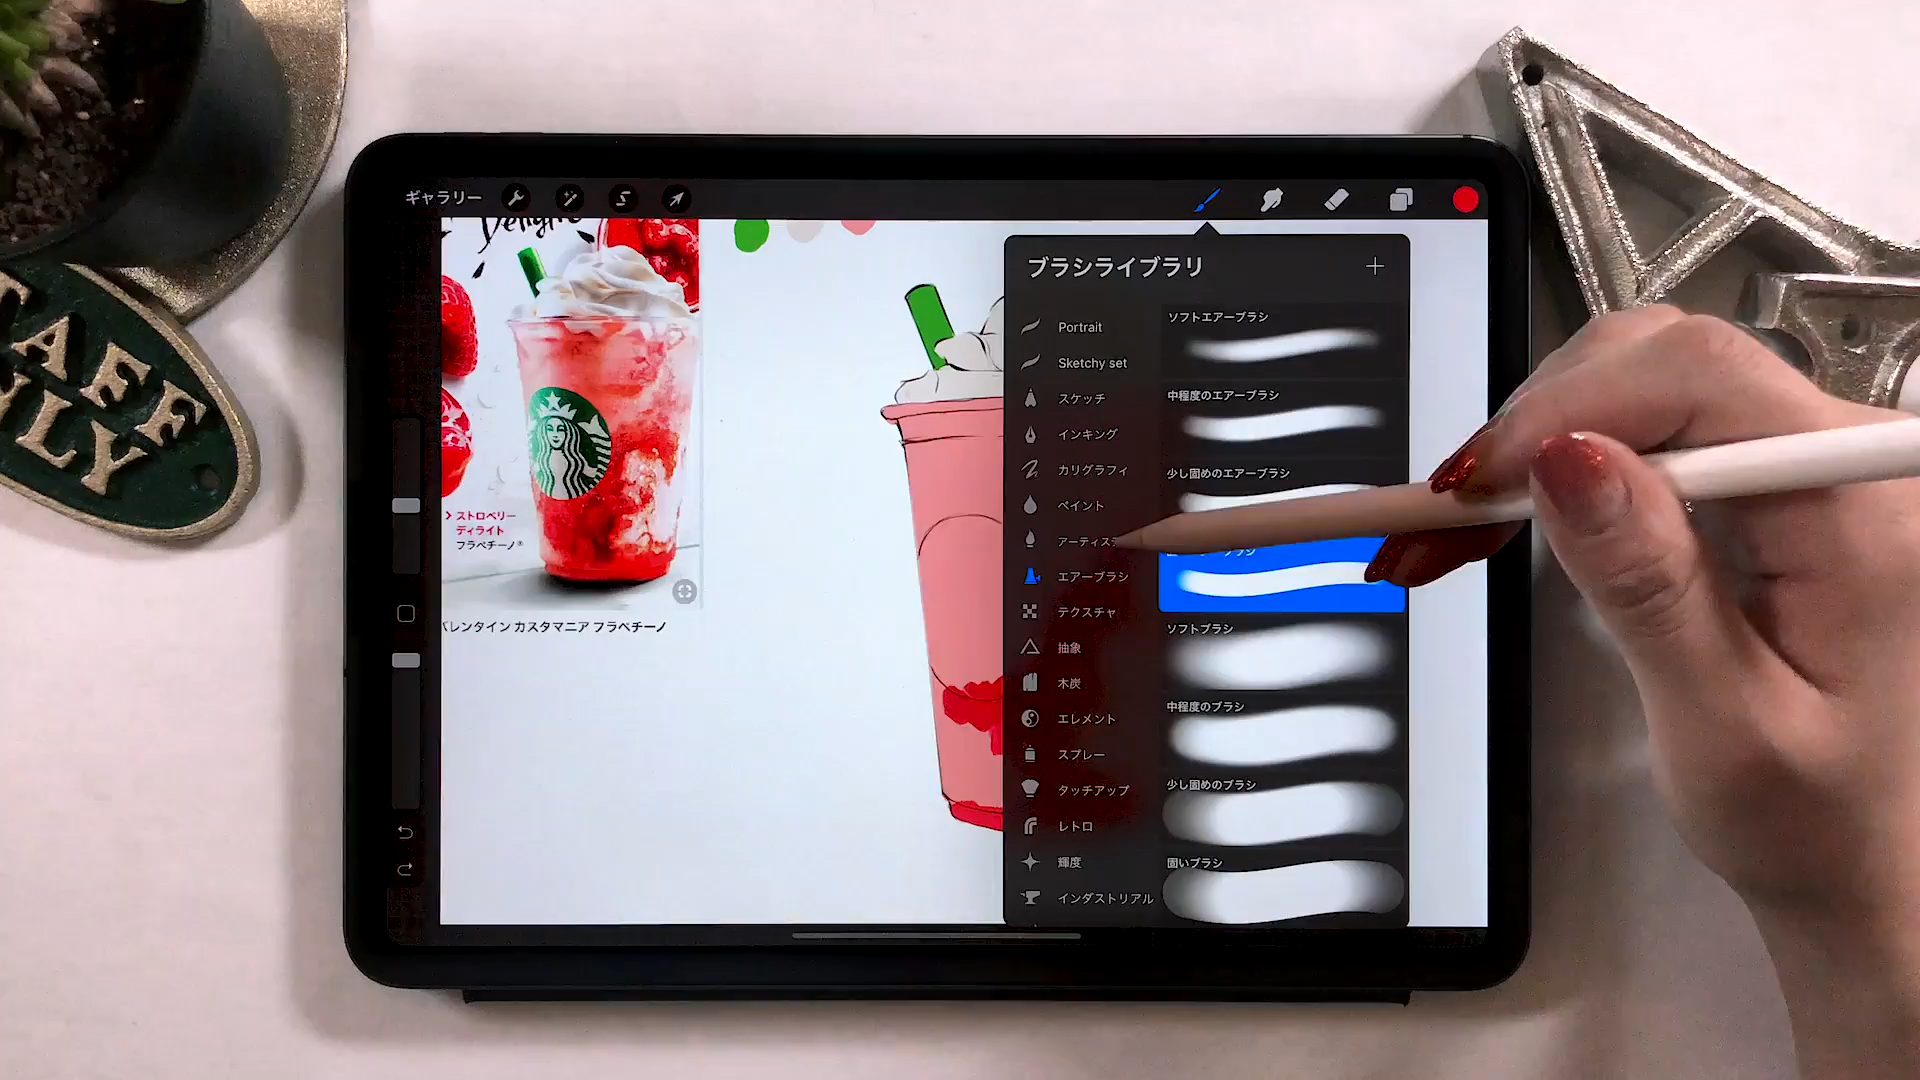 ギャラリー
Delight
ストロベリー
ディライト
フラペチーノ®
バレンタイン カスタマニア フラペチーノ
ブラシライブラリ
Portrait
Sketchy set
スケッチ
インキング
カリグラフィ
ペイント
エアーブラシ
テクスチャ
抽象
木炭
エレメント
スプレー
タッチアップ
レトロ
輝度
インダストリアル
ソフトエアーブラシ
中程度のエアーブラシ
少し固めのエアーブラシ
ソフトブラシ
中程度のブラシ
少し固めのブラシ
固いブラシ